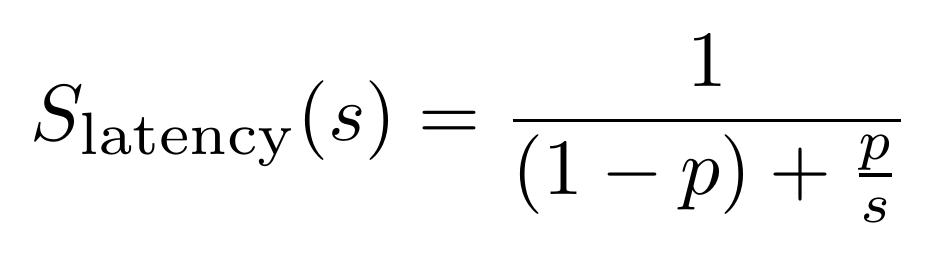 S_latency(s) = 1 / ((1 − p) + p/s)